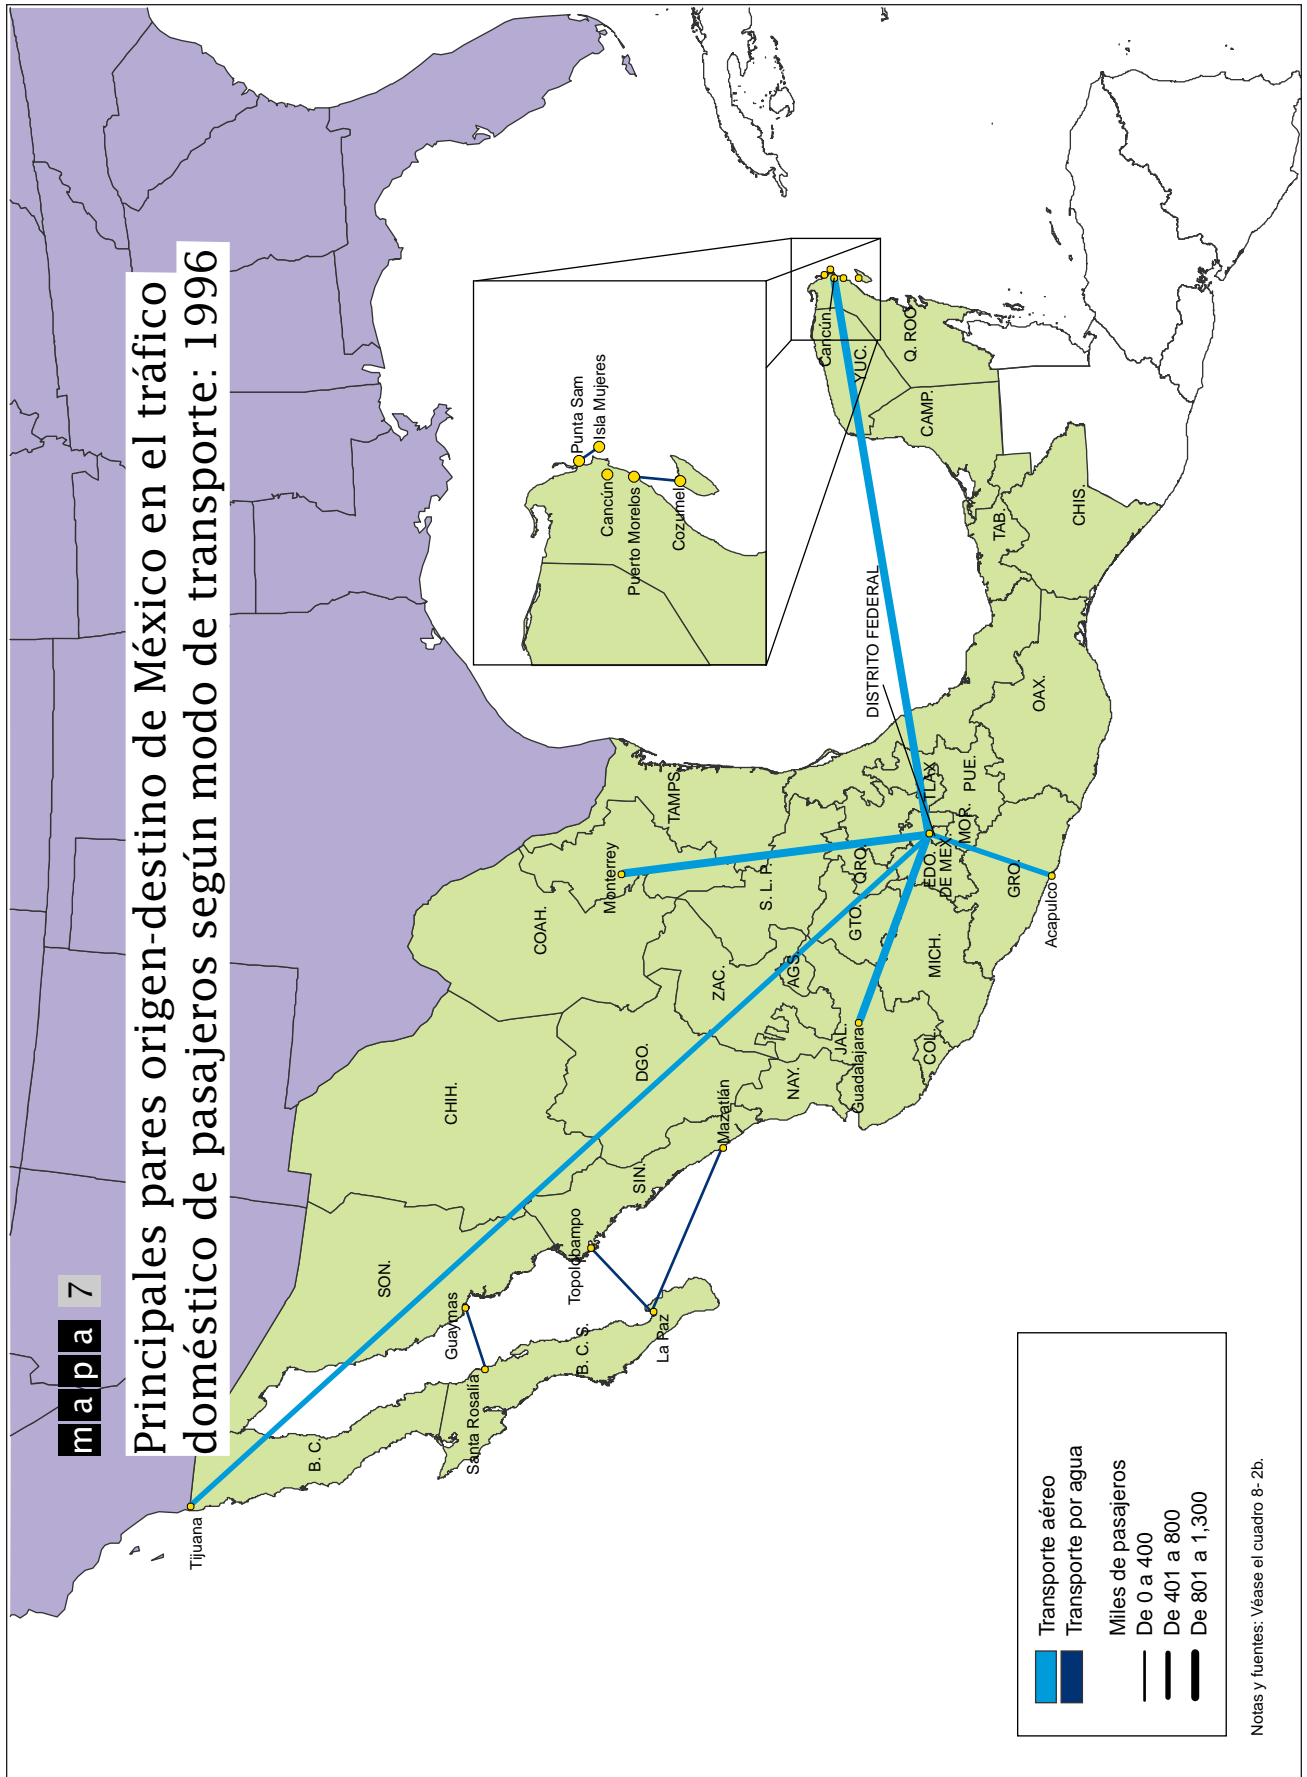 mapa 7
Principales pares origen-destino de México en el tráfico
doméstico de pasajeros según modo de transporte: 1996
Tijuana
B. C.
SON.
CHIH.
COAH.
Monterrey
TAMPS.
Guaymas
Santa Rosalía
B. C. S.
La Paz
Topolobampo
SIN.
Mazatlán
DGO.
ZAC.
S. L. P.
NAY.
AGS.
JAL.
Guadalajara
GTO.
QRO.
COL.
MICH.
EDO.
DE MEX.
DISTRITO FEDERAL
TLAX.
MOR.
PUE.
GRO.
Acapulco
OAX.
TAB.
CHIS.
CAMP.
YUC.
Q. ROO
Cancún
Punta Sam
Isla Mujeres
Cancún
Puerto Morelos
Cozumel
Transporte aéreo
Transporte por agua
Miles de pasajeros
De 0 a 400
De 401 a 800
De 801 a 1,300
Notas y fuentes: Véase el cuadro 8- 2b.